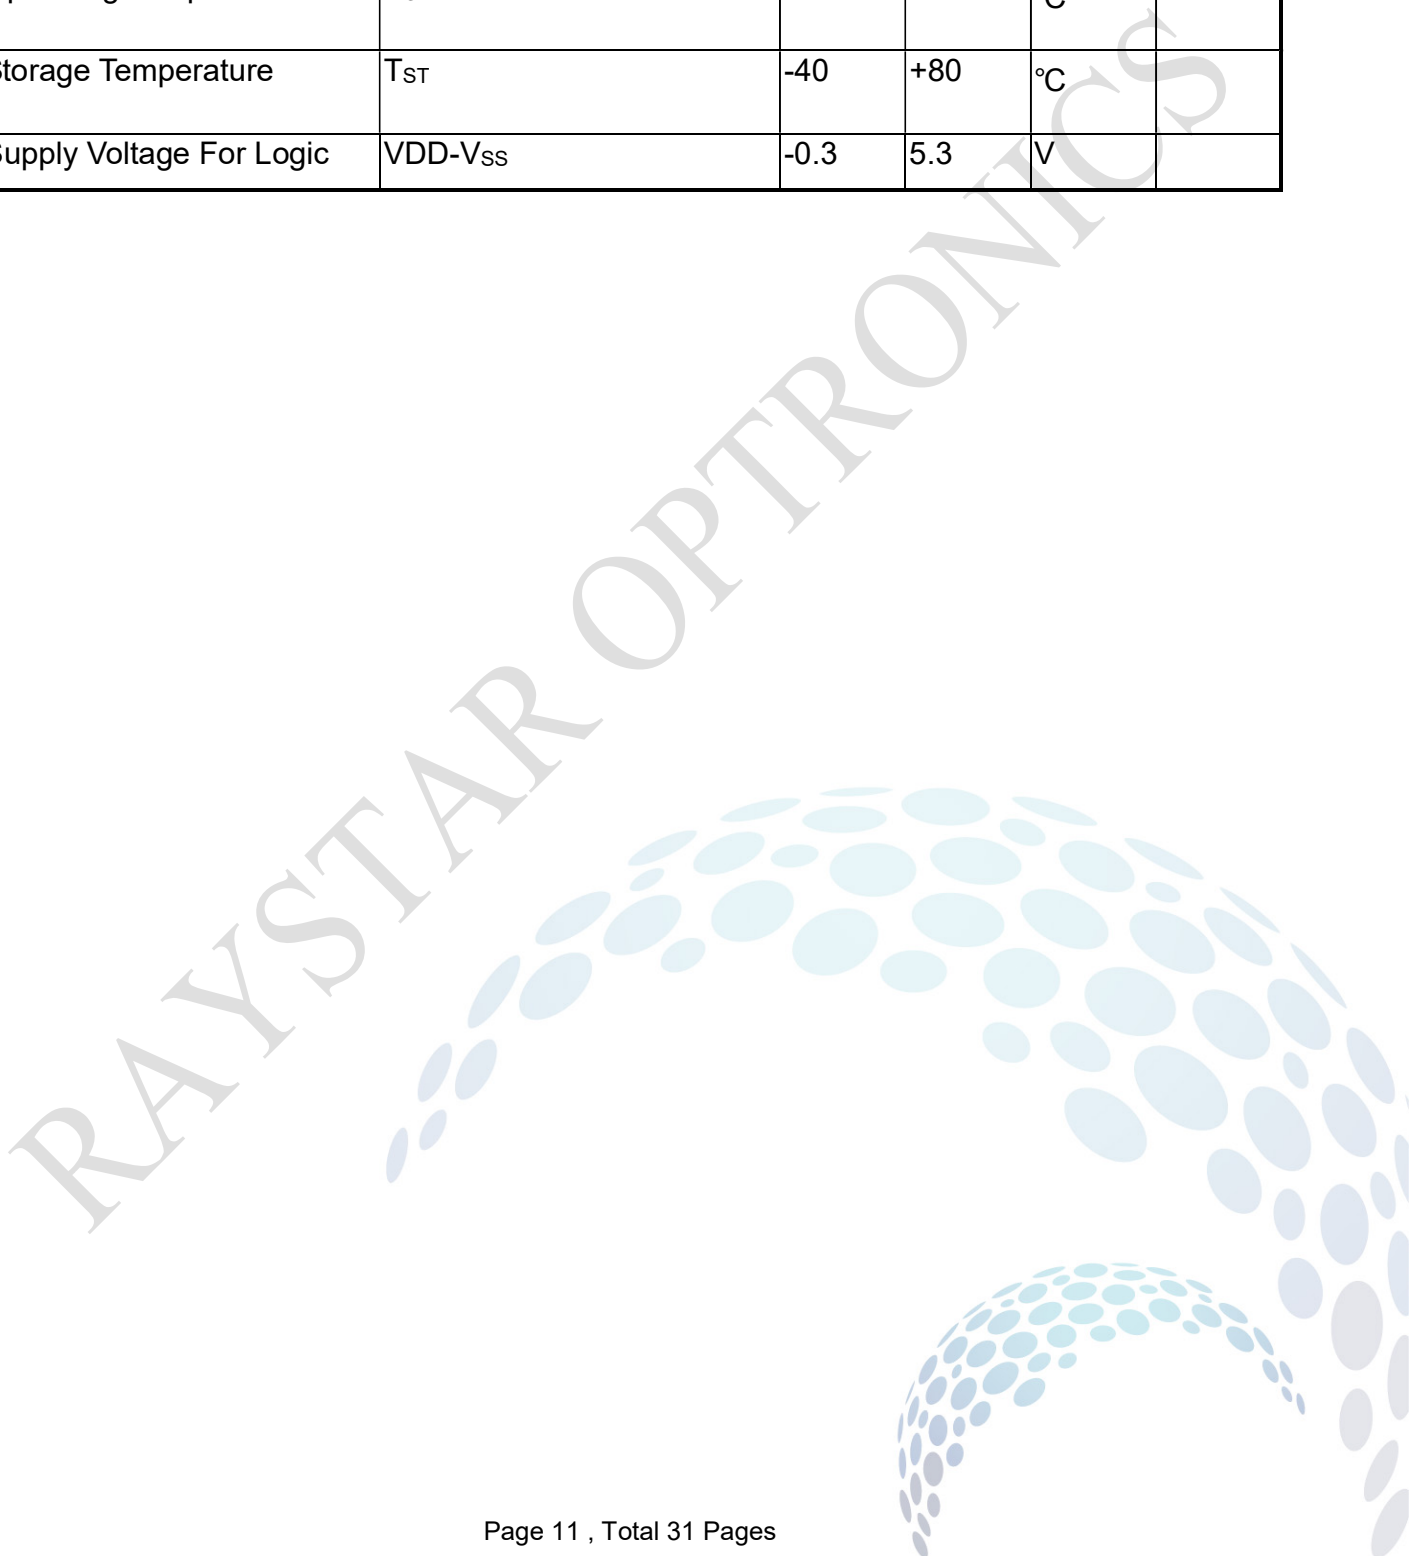 ℃
Storage Temperature TST -40 +80 ℃
Supply Voltage For Logic VDD-VSS -0.3 5.3 V
RAYSTAR OPTRONICS
Page 11 , Total 31 Pages